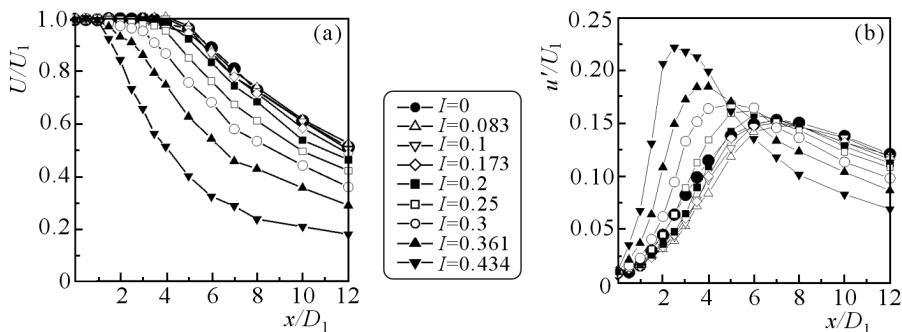 (a)
U/U₁
1.0
0.8
0.6
0.4
0.2
0
2 4 6 8 10 12
x/D₁
I=0
I=0.083
I=0.1
I=0.173
I=0.2
I=0.25
I=0.3
I=0.361
I=0.434
(b)
u'/U₁
0.25
0.20
0.15
0.10
0.05
0
0 2 4 6 8 10 12
x/D₁